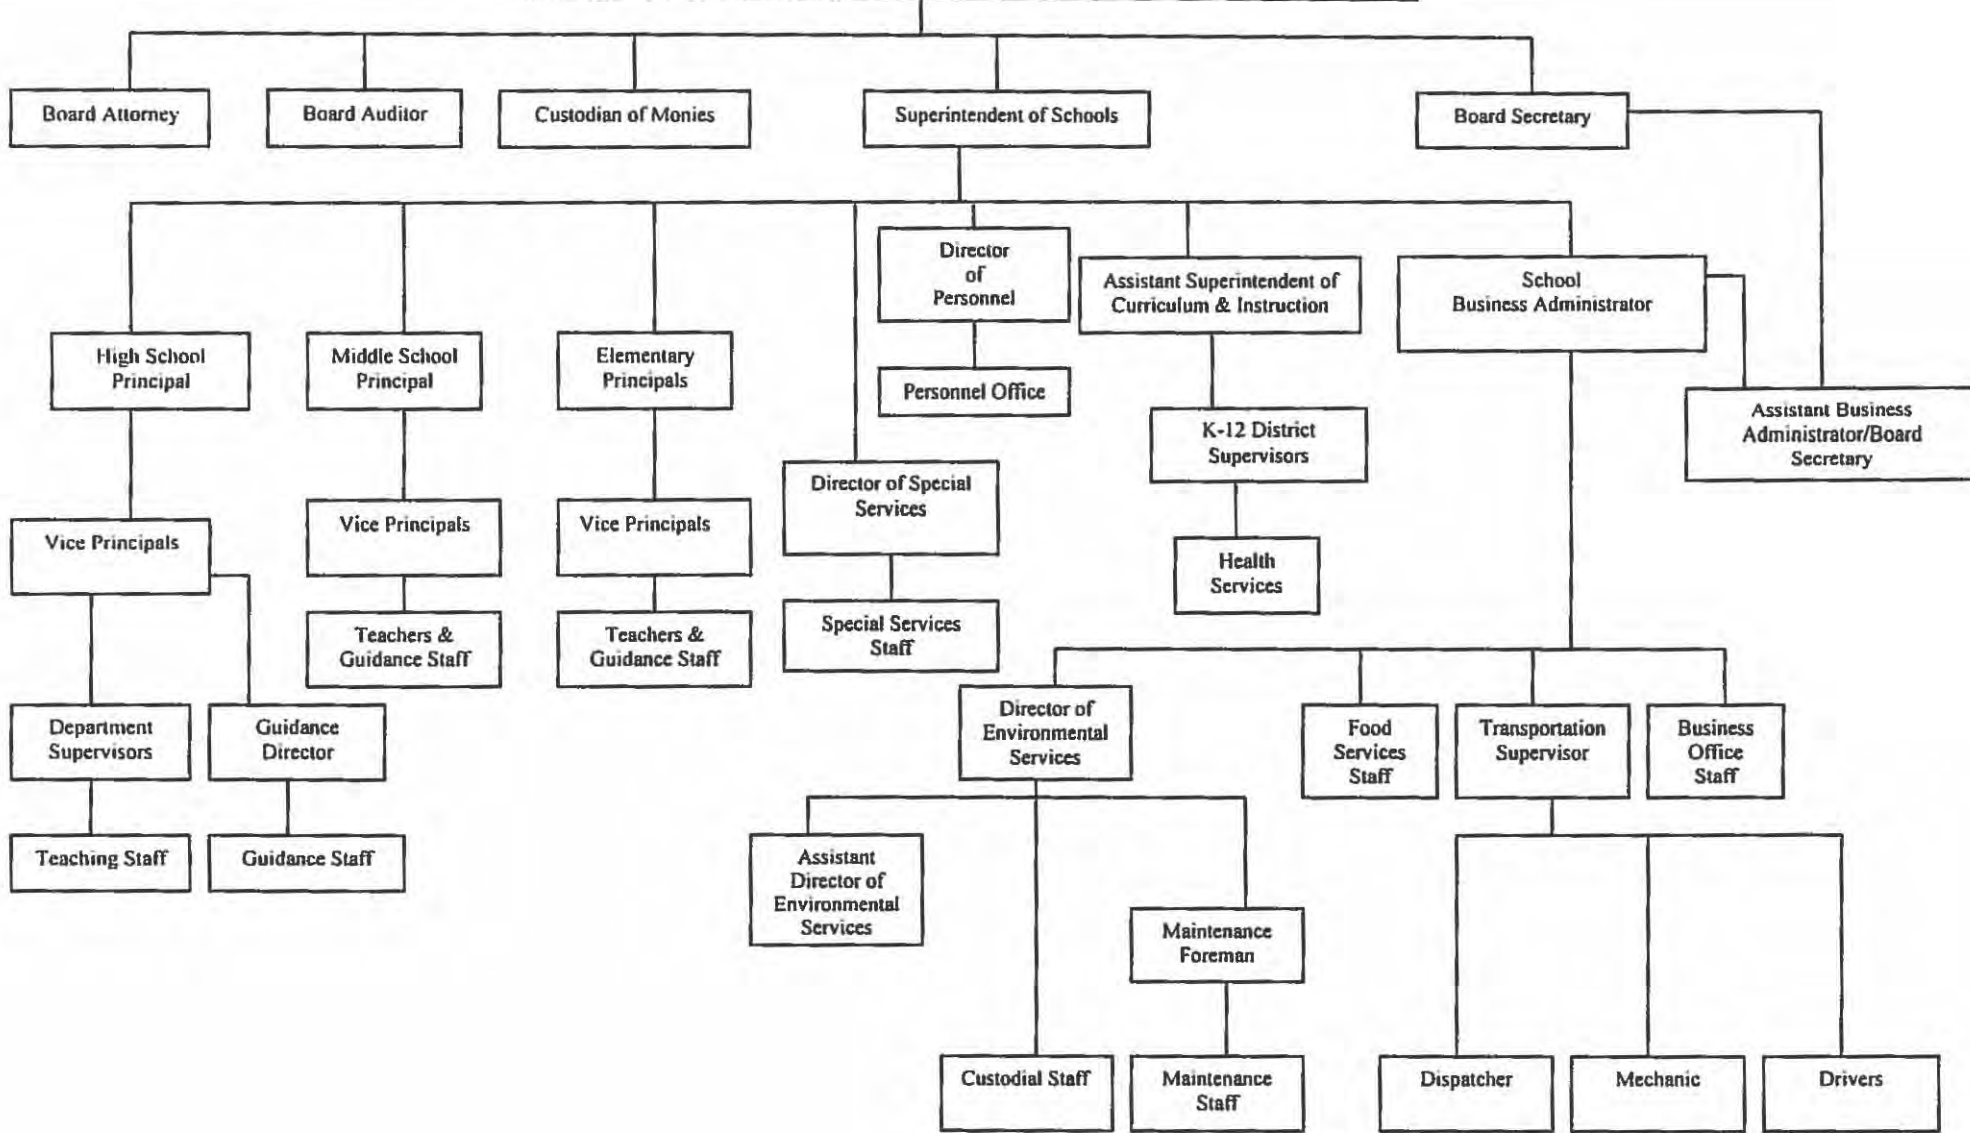 Board Attorney
Board Auditor
Custodian of Monies
Superintendent of Schools
Board Secretary
Director
of
Personnel
Assistant Superintendent of
Curriculum & Instruction
School
Business Administrator
High School
Principal
Middle School
Principal
Elementary
Principals
Personnel Office
Assistant Business
Administrator/Board
Secretary
K-12 District
Supervisors
Director of Special
Services
Vice Principals
Vice Principals
Vice Principals
Health
Services
Teachers &
Guidance Staff
Teachers &
Guidance Staff
Special Services
Staff
Department
Supervisors
Guidance
Director
Director of
Environmental
Services
Food
Services
Staff
Transportation
Supervisor
Business
Office
Staff
Teaching Staff
Guidance Staff
Assistant
Director of
Environmental
Services
Maintenance
Foreman
Custodial Staff
Maintenance
Staff
Dispatcher
Mechanic
Drivers